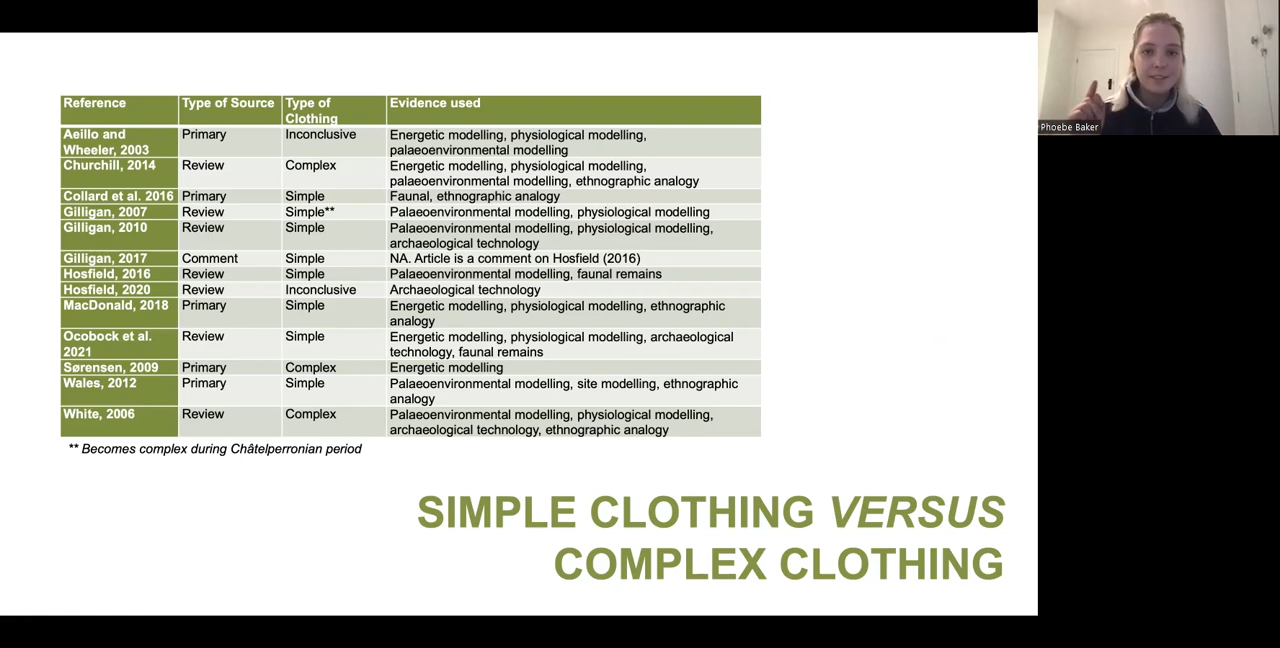 Reference Type of Source Type of Clothing Evidence used
Aeillo and Wheeler, 2003 Primary Inconclusive Energetic modelling, physiological modelling, palaeoenvironmental modelling
Churchill, 2014 Review Complex Energetic modelling, physiological modelling, palaeoenvironmental modelling, ethnographic analogy
Collard et al. 2016 Primary Simple Faunal, ethnographic analogy
Gilligan, 2007 Review Simple** Palaeoenvironmental modelling, physiological modelling
Gilligan, 2010 Review Simple Palaeoenvironmental modelling, physiological modelling, archaeological technology
Gilligan, 2017 Comment Simple NA. Article is a comment on Hosfield (2016)
Hosfield, 2016 Review Simple Palaeoenvironmental modelling, faunal remains
Hosfield, 2020 Review Inconclusive Archaeological technology
MacDonald, 2018 Primary Simple Energetic modelling, physiological modelling, ethnographic analogy
Ocobock et al. 2021 Review Simple Energetic modelling, physiological modelling, archaeological technology, faunal remains
Sørensen, 2009 Primary Complex Energetic modelling
Wales, 2012 Primary Simple Palaeoenvironmental modelling, site modelling, ethnographic analogy
White, 2006 Review Complex Palaeoenvironmental modelling, physiological modelling, archaeological technology, ethnographic analogy
** Becomes complex during Châtelperronian period
SIMPLE CLOTHING VERSUS
COMPLEX CLOTHING
Phoebe Baker